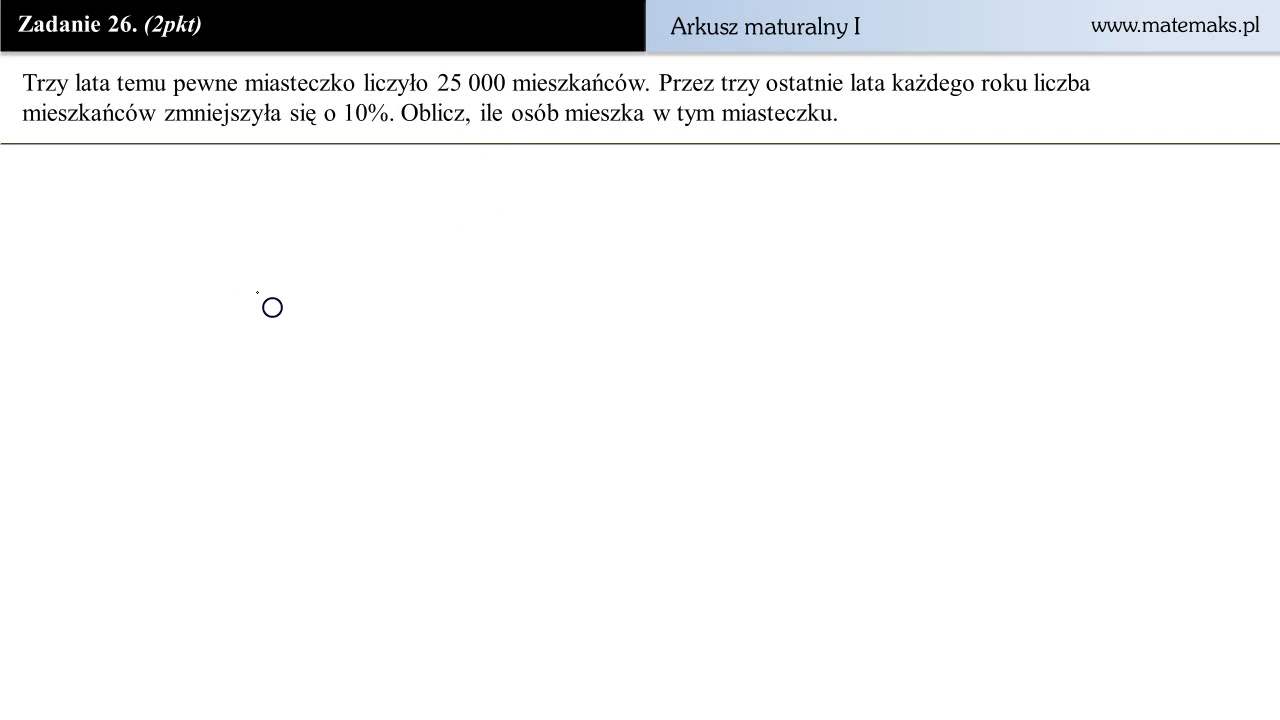 Zadanie 26. (2pkt)
Arkusz maturalny I
www.matemaks.pl
Trzy lata temu pewne miasteczko liczyło 25 000 mieszkańców. Przez trzy ostatnie lata każdego roku liczba
mieszkańców zmniejszyła się o 10%. Oblicz, ile osób mieszka w tym miasteczku.